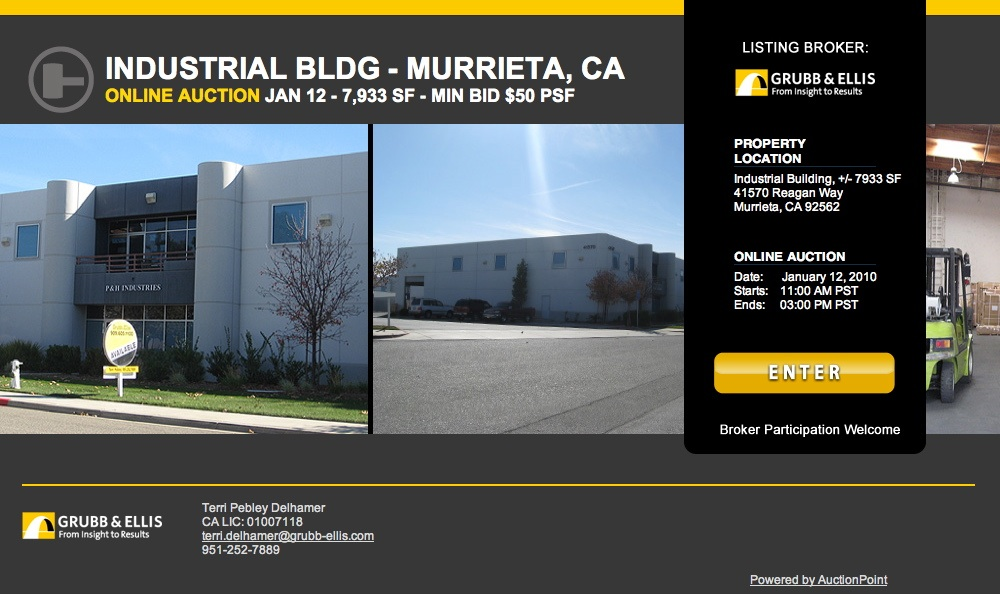 INDUSTRIAL BLDG - MURRIETA, CA
ONLINE AUCTION JAN 12 - 7,933 SF - MIN BID $50 PSF
P&H INDUSTRIES
AVAILABLE
LISTING BROKER:
GRUBB & ELLIS
From Insight to Results
PROPERTY
LOCATION
Industrial Building, +/- 7933 SF
41570 Reagan Way
Murrieta, CA 92562
ONLINE AUCTION
Date: January 12, 2010
Starts: 11:00 AM PST
Ends: 03:00 PM PST
ENTER
Broker Participation Welcome
GRUBB & ELLIS
From Insight to Results
Terri Pebley Delhamer
CA LIC: 01007118
terri.delhamer@grubb-ellis.com
951-252-7889
Powered by AuctionPoint